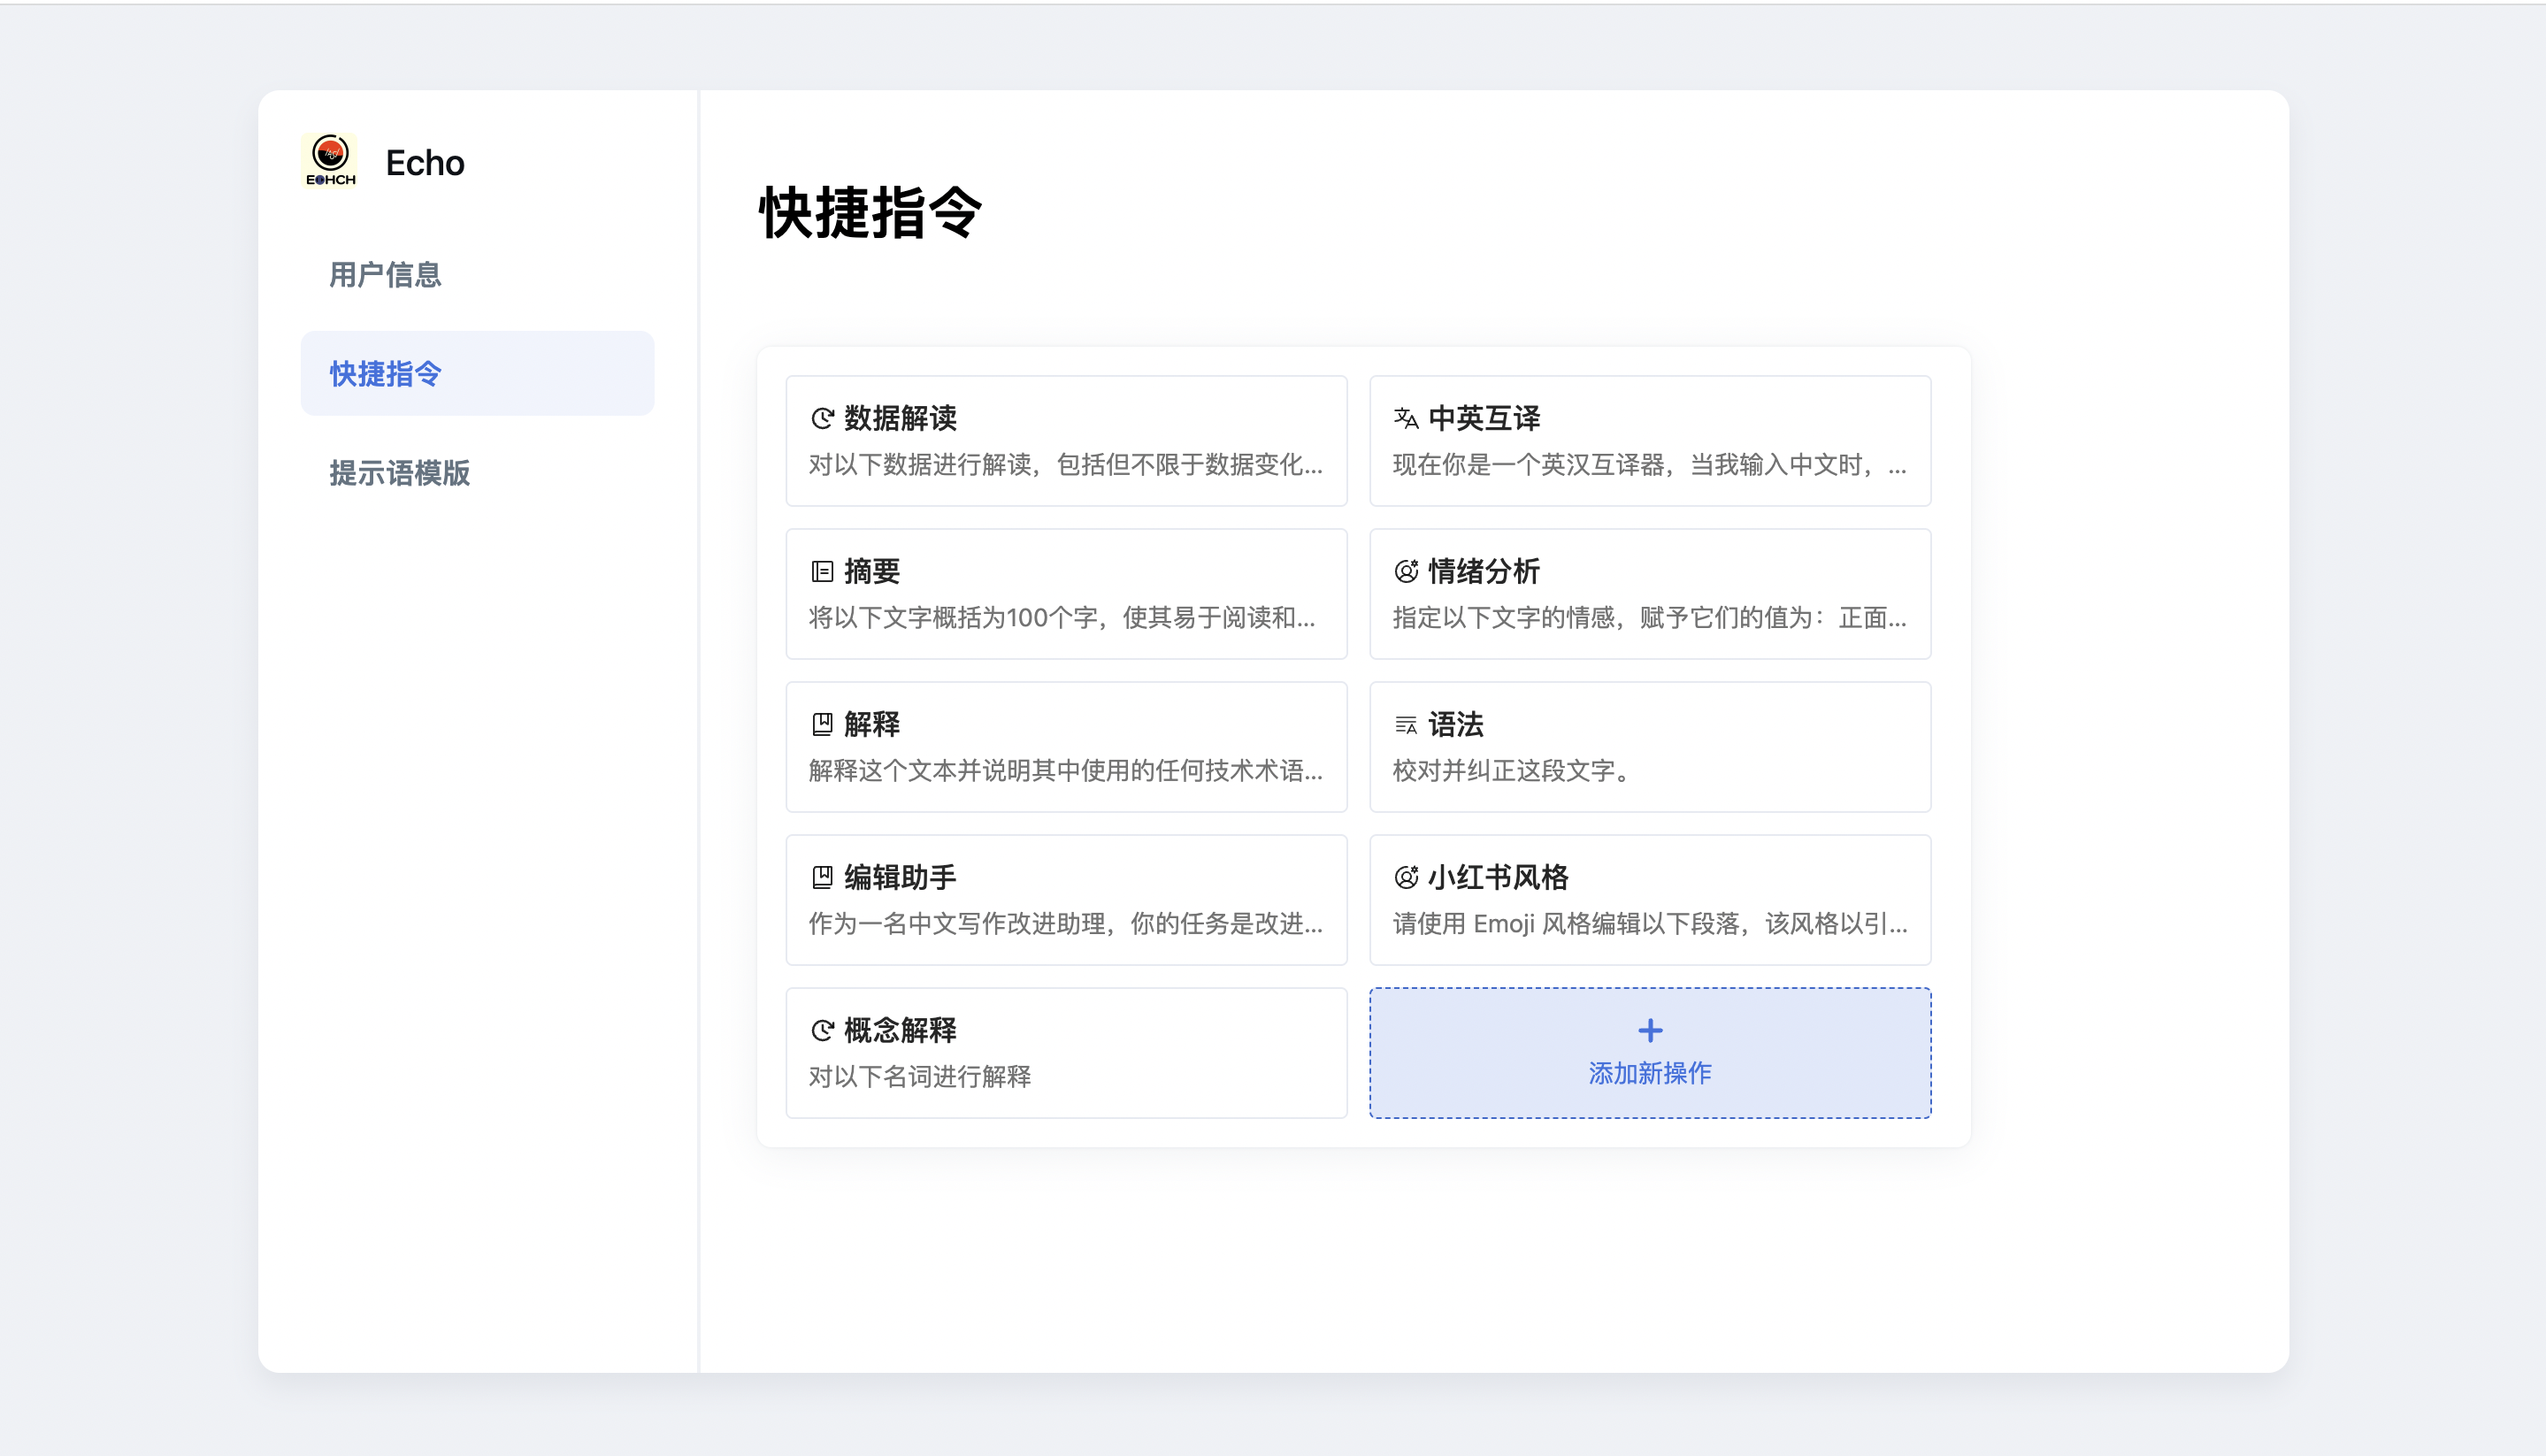 EOHCH
Echo
用户信息
快捷指令
提示语模版
快捷指令
数据解读
对以下数据进行解读，包括但不限于数据变化...
中英互译
现在你是一个英汉互译器，当我输入中文时，...
摘要
将以下文字概括为100个字，使其易于阅读和...
情绪分析
指定以下文字的情感，赋予它们的值为：正面...
解释
解释这个文本并说明其中使用的任何技术术语...
语法
校对并纠正这段文字。
编辑助手
作为一名中文写作改进助理，你的任务是改进...
小红书风格
请使用 Emoji 风格编辑以下段落，该风格以引...
概念解释
对以下名词进行解释
添加新操作